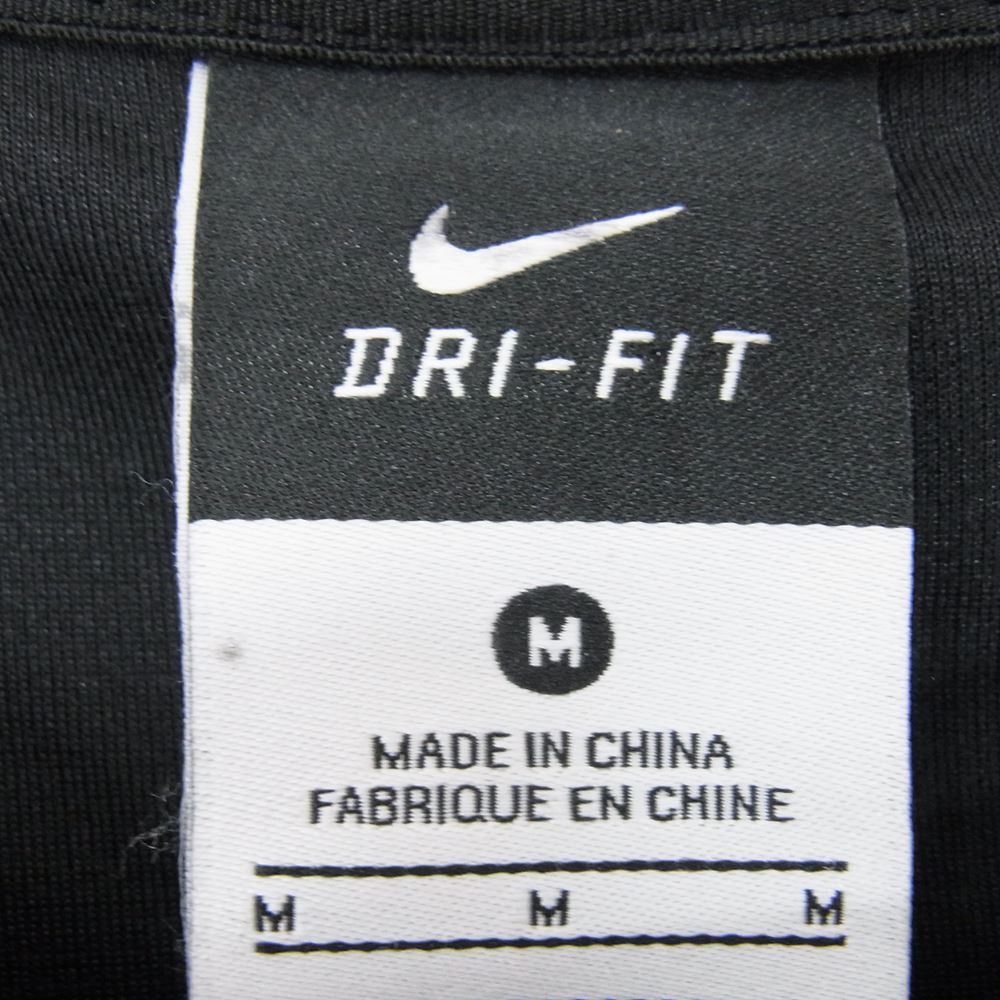 DRI-FIT
M
MADE IN CHINA
FABRIQUE EN CHINE
M M M